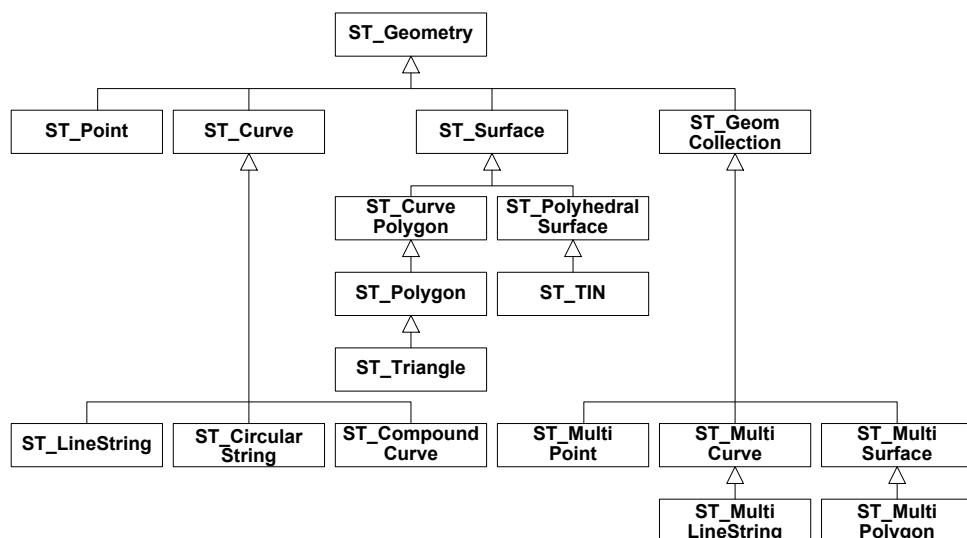 ST_Geometry
ST_Point
ST_Curve
ST_Surface
ST_Geom
Collection
ST_Curve
Polygon
ST_Polyhedral
Surface
ST_Polygon
ST_TIN
ST_Triangle
ST_LineString
ST_Circular
String
ST_Compound
Curve
ST_Multi
Point
ST_Multi
Curve
ST_Multi
Surface
ST_Multi
LineString
ST_Multi
Polygon